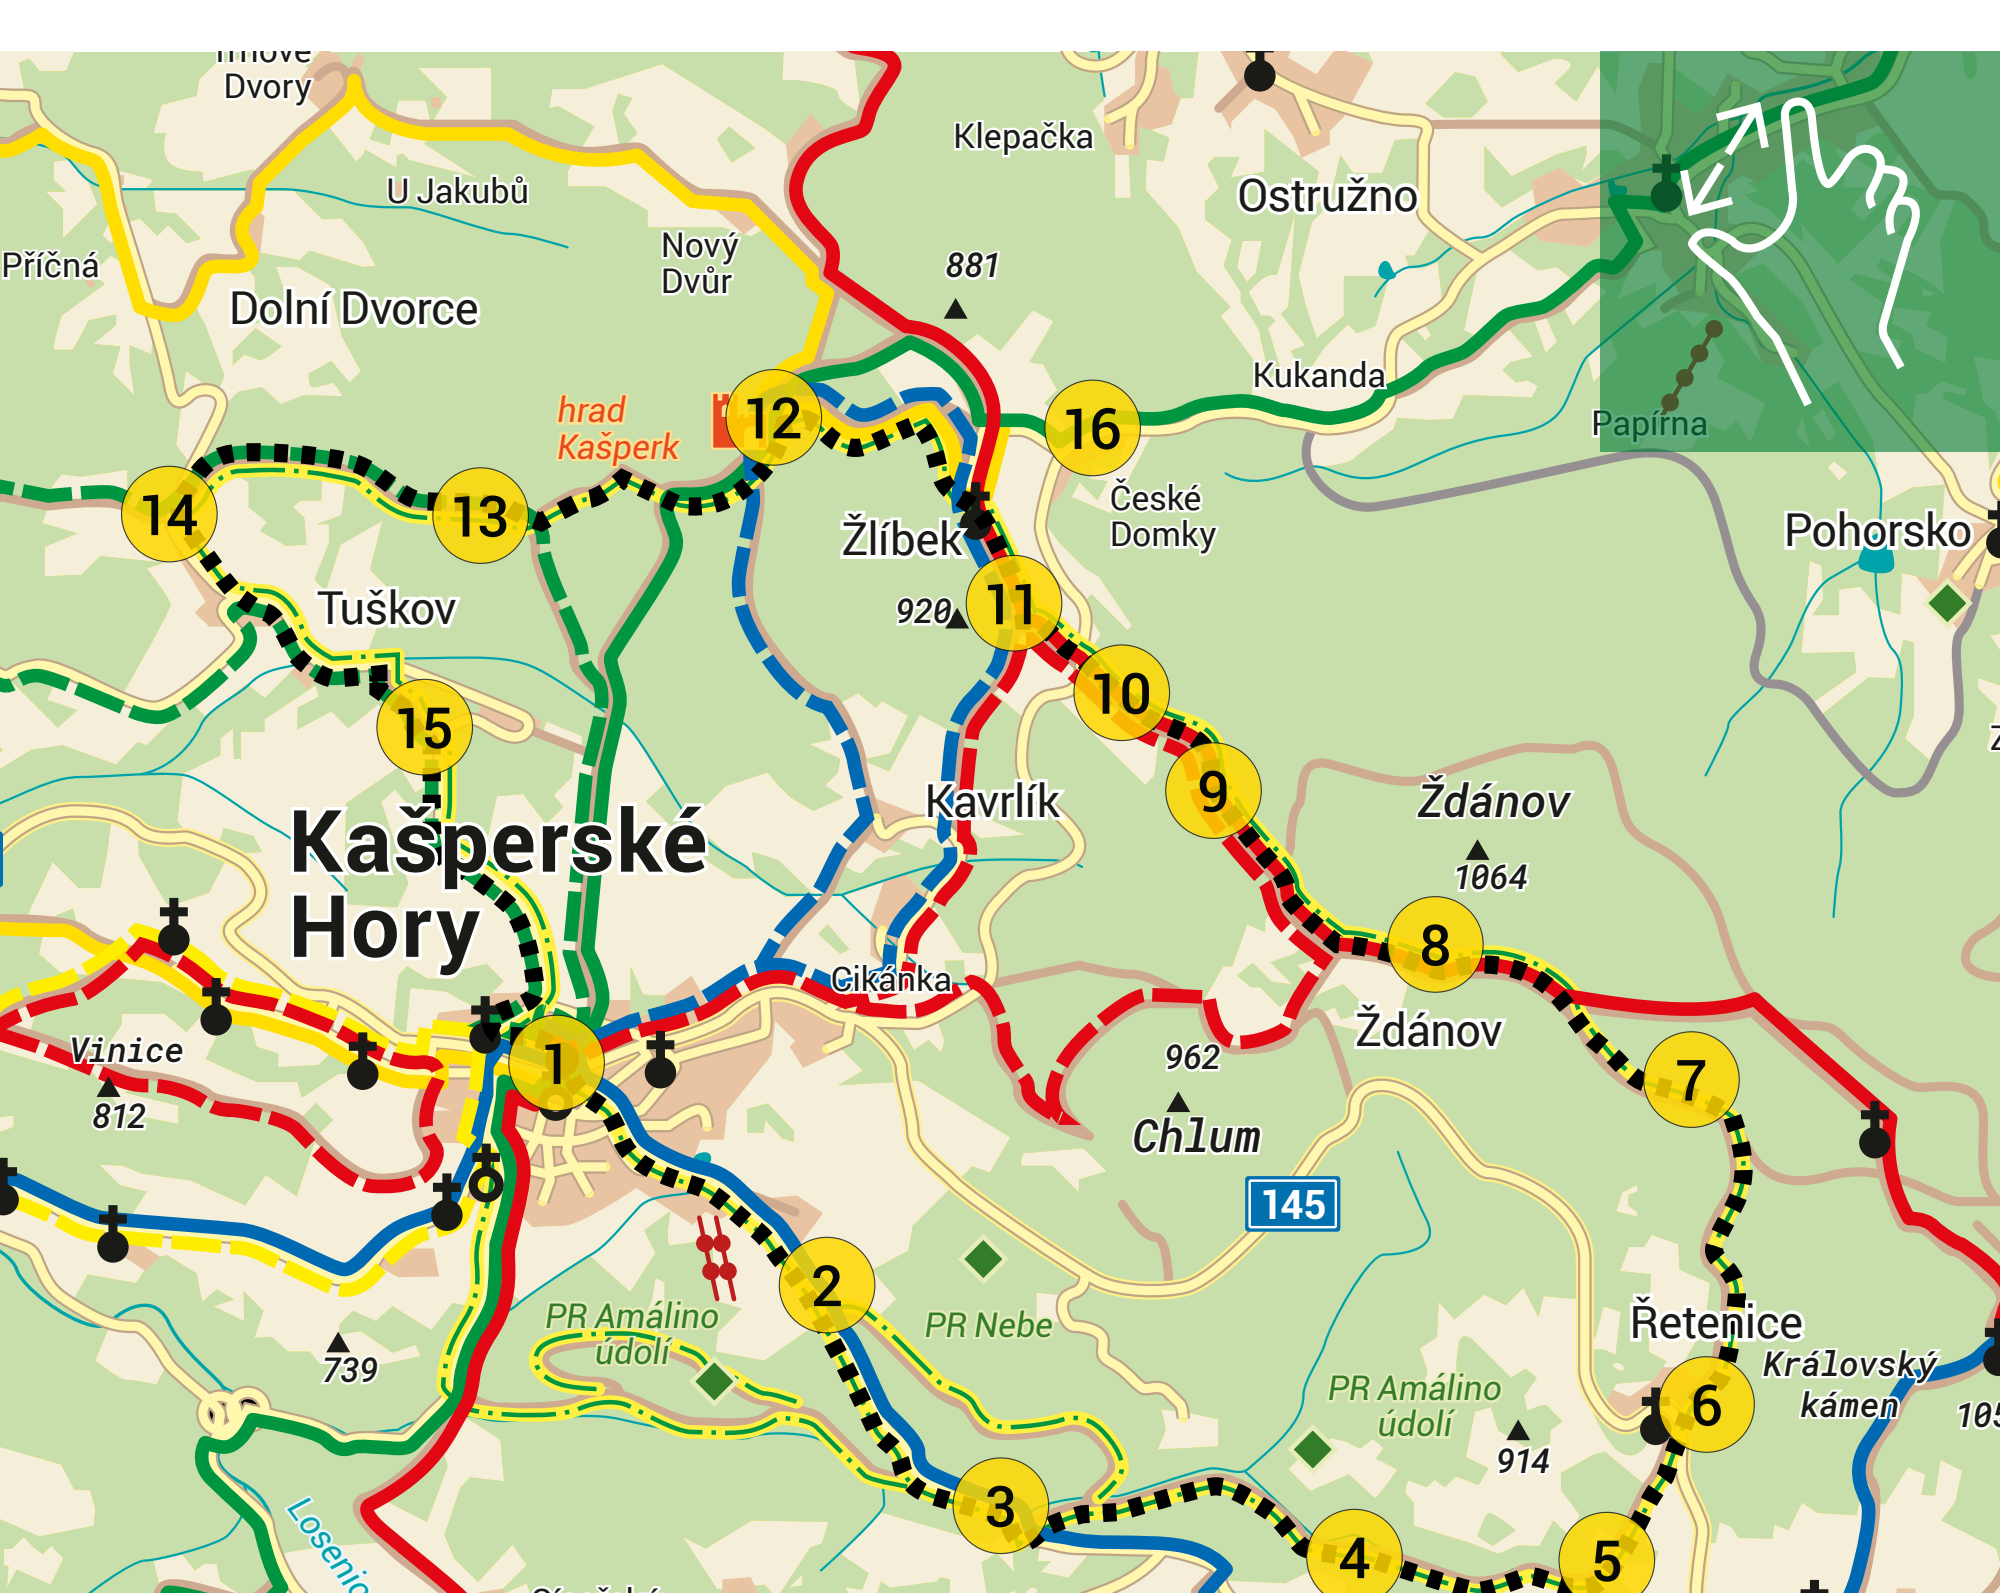 Dvory
Klepačka
U Jakubů
Ostružno
Nový
Dvůr
Příčná
881
Dolní Dvorce
Kukanda
hrad
Kašperk
12
16
Papírna
14
13
České
Domky
Žlíbek
Pohorsko
Tuškov
920
11
10
15
9
Kavrlík
Ždánov
1064
Kašperské
Hory
8
Cikánka
Ždánov
Vinice
812
1
962
7
Chlum
145
2
PR Amálino
údolí
PR Nebe
Řetenice
739
Královský
kámen
PR Amálino
údolí
6
914
3
4
5